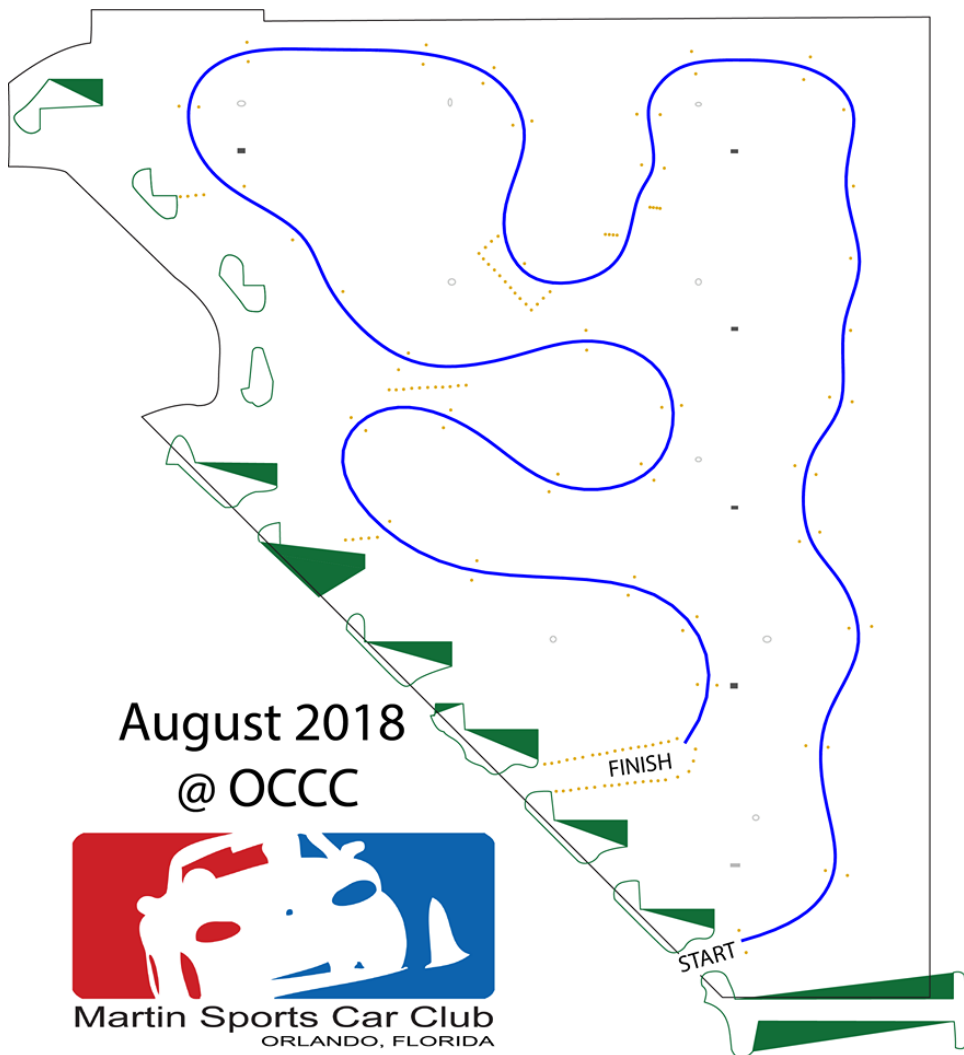 FINISH
August 2018
@ OCCC
START
Martin Sports Car Club
ORLANDO, FLORIDA